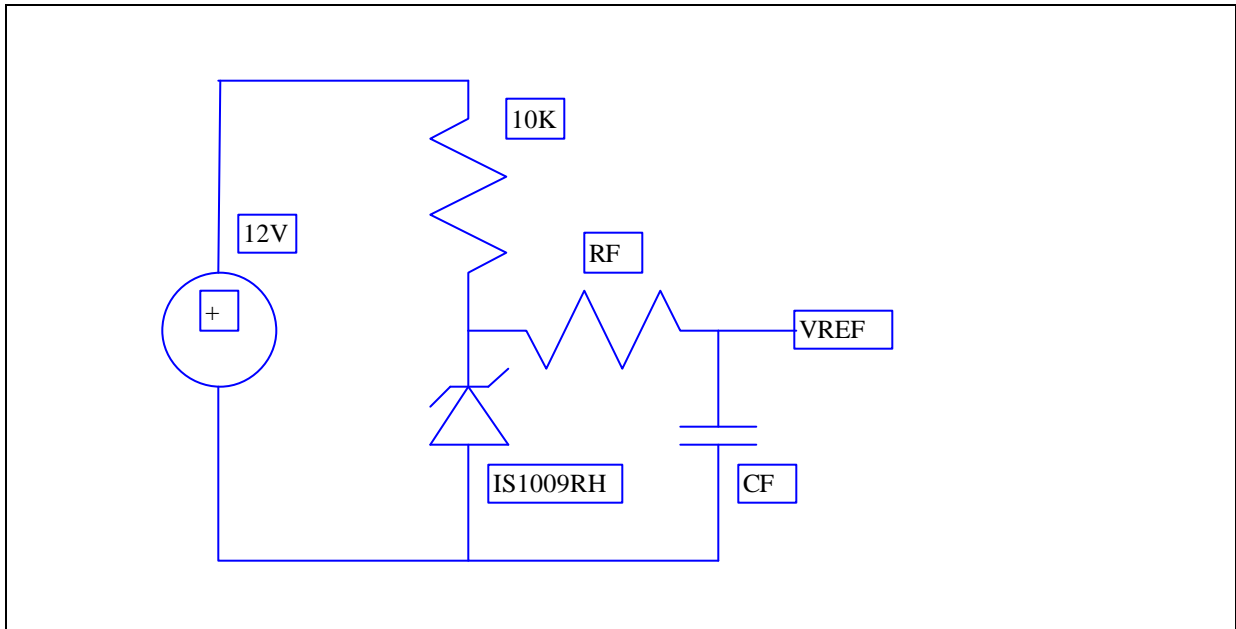 10K
12V
RF
+
VREF
IS1009RH
CF